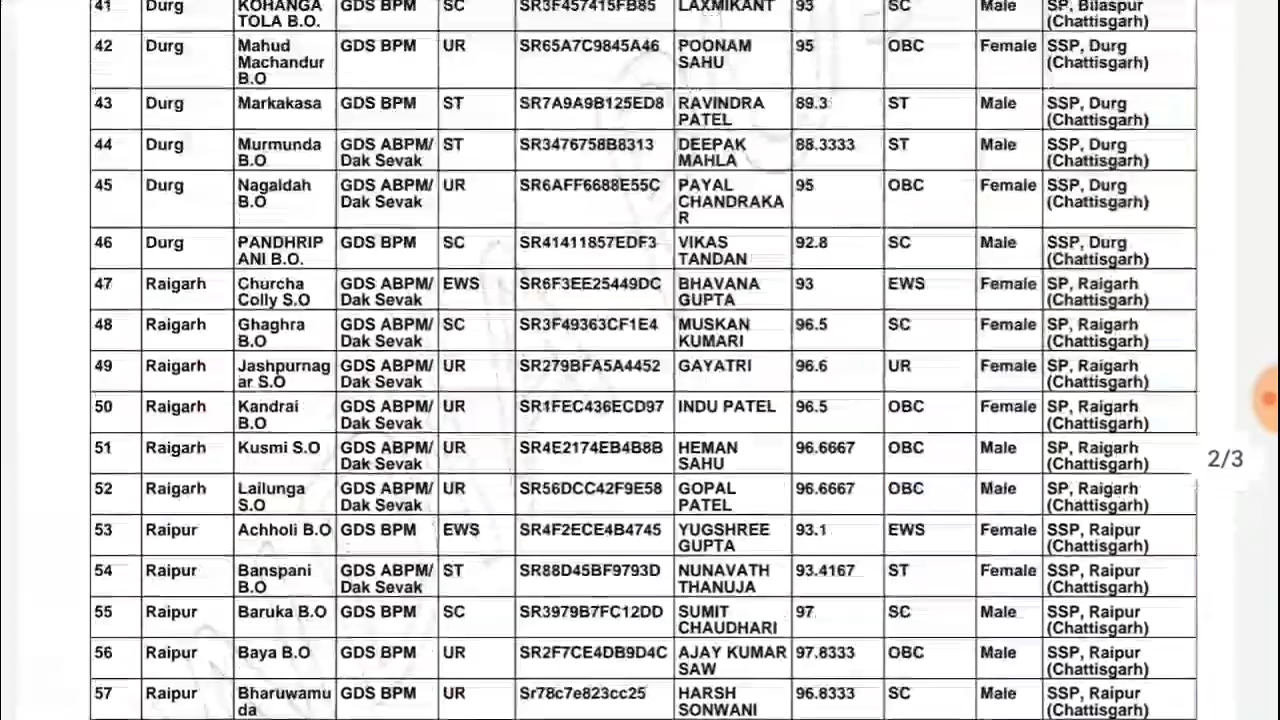 41 Durg KOHANGA TOLA B.O. GDS BPM SC SR3F457415FB85 LAXMIKANT 93 SC Male SP, Bilaspur (Chattisgarh)
42 Durg Mahud Machandur B.O GDS BPM UR SR65A7C9845A46 POONAM SAHU 95 OBC Female SSP, Durg (Chattisgarh)
43 Durg Markakasa GDS BPM ST SR7A9A9B125ED8 RAVINDRA PATEL 89.3 ST Male SSP, Durg (Chattisgarh)
44 Durg Murmunda B.O GDS ABPM/ Dak Sevak ST SR3476758B8313 DEEPAK MAHLA 88.3333 ST Male SSP, Durg (Chattisgarh)
45 Durg Nagaldah B.O GDS ABPM/ Dak Sevak UR SR6AFF6688E55C PAYAL CHANDRAKA R 95 OBC Female SSP, Durg (Chattisgarh)
46 Durg PANDHRIP ANI B.O. GDS BPM SC SR41411857EDF3 VIKAS TANDAN 92.8 SC Male SSP, Durg (Chattisgarh)
47 Raigarh Churcha Colly S.O GDS ABPM/ Dak Sevak EWS SR6F3EE25449DC BHAVANA GUPTA 93 EWS Female SP, Raigarh (Chattisgarh)
48 Raigarh Ghaghra B.O GDS ABPM/ Dak Sevak SC SR3F49363CF1E4 MUSKAN KUMARI 96.5 SC Female SP, Raigarh (Chattisgarh)
49 Raigarh Jashpurnag ar S.O GDS ABPM/ Dak Sevak UR SR279BFA5A4452 GAYATRI 96.6 UR Female SP, Raigarh (Chattisgarh)
50 Raigarh Kandrai B.O GDS ABPM/ Dak Sevak UR SR1FEC436ECD97 INDU PATEL 96.5 OBC Female SP, Raigarh (Chattisgarh)
51 Raigarh Kusmi S.O GDS ABPM/ Dak Sevak UR SR4E2174EB4B8B HEMAN SAHU 96.6667 OBC Male SP, Raigarh (Chattisgarh)
2/3
52 Raigarh Lailunga S.O GDS ABPM/ Dak Sevak UR SR56DCC42F9E58 GOPAL PATEL 96.6667 OBC Male SP, Raigarh (Chattisgarh)
53 Raipur Achholi B.O GDS BPM EWS SR4F2ECE4B4745 YUGSHREE GUPTA 93.1 EWS Female SSP, Raipur (Chattisgarh)
54 Raipur Banspani B.O GDS ABPM/ Dak Sevak ST SR88D45BF9793D NUNAVATH THANUJA 93.4167 ST Female SSP, Raipur (Chattisgarh)
55 Raipur Baruka B.O GDS BPM SC SR3979B7FC12DD SUMIT CHAUDHARI 97 SC Male SSP, Raipur (Chattisgarh)
56 Raipur Baya B.O GDS BPM UR SR2F7CE4DB9D4C AJAY KUMAR SAW 97.8333 OBC Male SSP, Raipur (Chattisgarh)
57 Raipur Bharuwamu da GDS BPM UR Sr78c7e823cc25 HARSH SONWANI 96.8333 SC Male SSP, Raipur (Chattisgarh)